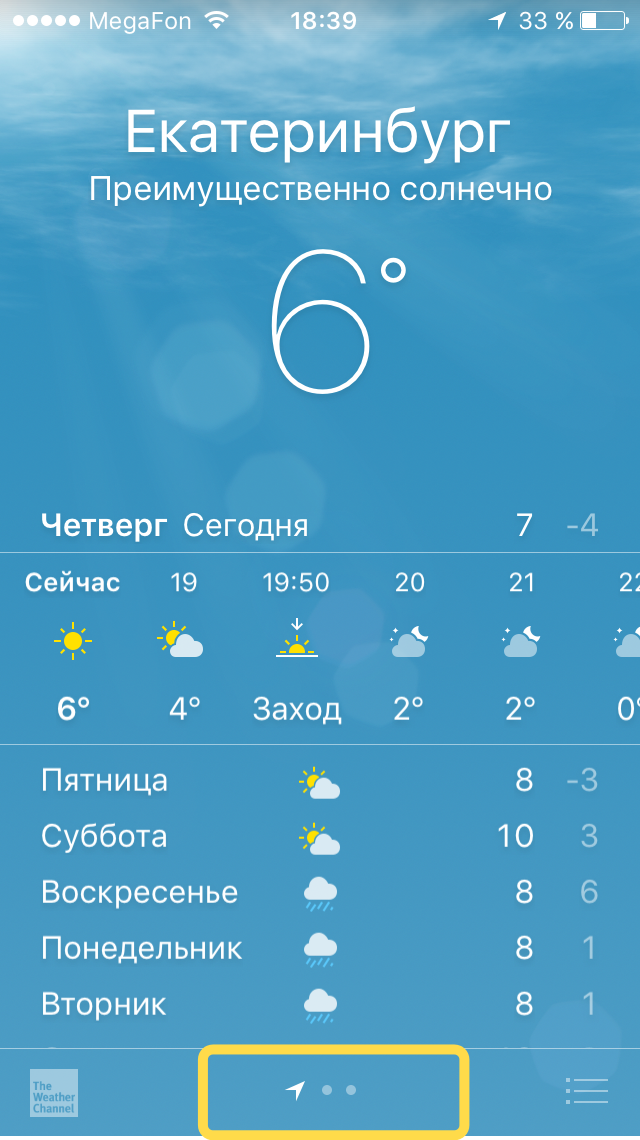 MegaFon 18:39 33 %
Екатеринбург
Преимущественно солнечно
6°
Четверг Сегодня 7 -4
Сейчас 19 19:50 20 21 22
6° 4° Заход 2° 2° 0°
Пятница 8 -3
Суббота 10 3
Воскресенье 8 6
Понедельник 8 1
Вторник 8 1
The
Weather
Channel